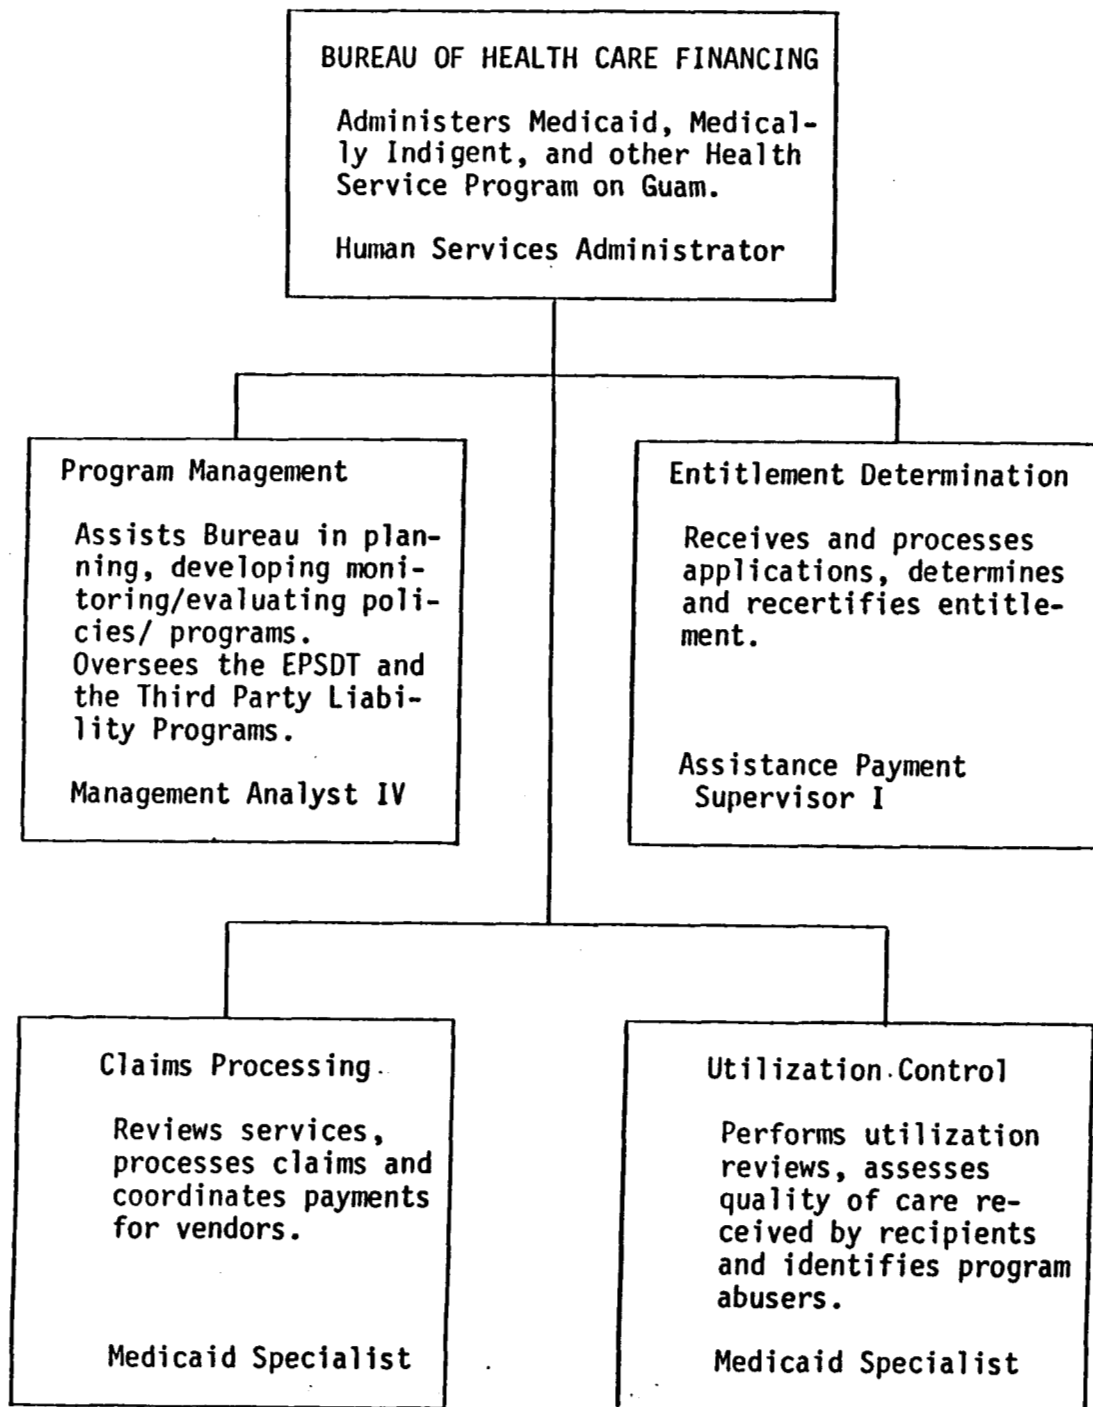 BUREAU OF HEALTH CARE FINANCING
Administers Medicaid, Medical-
ly Indigent, and other Health
Service Program on Guam.
Human Services Administrator
Program Management
Assists Bureau in plan-
ning, developing moni-
toring/evaluating poli-
cies/ programs.
Oversees the EPSDT and
the Third Party Liabi-
lity Programs.
Management Analyst IV
Entitlement Determination
Receives and processes
applications, determines
and recertifies entitle-
ment.
Assistance Payment
Supervisor I
Claims Processing
Reviews services,
processes claims and
coordinates payments
for vendors.
Medicaid Specialist
Utilization Control
Performs utilization
reviews, assesses
quality of care re-
ceived by recipients
and identifies program
abusers.
Medicaid Specialist